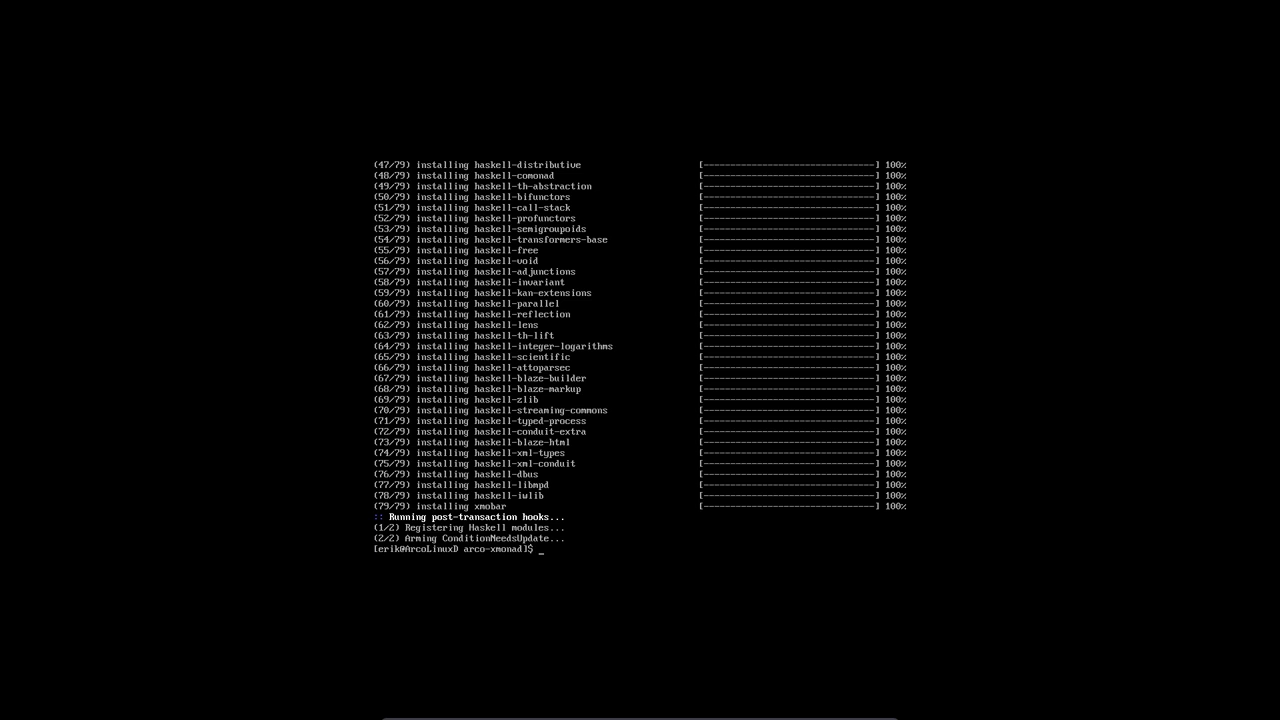 (47/79) installing haskell-distributive [--------------------------------] 100%
(48/79) installing haskell-comonad [--------------------------------] 100%
(49/79) installing haskell-th-abstraction [--------------------------------] 100%
(50/79) installing haskell-bifunctors [--------------------------------] 100%
(51/79) installing haskell-call-stack [--------------------------------] 100%
(52/79) installing haskell-profunctors [--------------------------------] 100%
(53/79) installing haskell-semigroupoids [--------------------------------] 100%
(54/79) installing haskell-transformers-base [--------------------------------] 100%
(55/79) installing haskell-free [--------------------------------] 100%
(56/79) installing haskell-void [--------------------------------] 100%
(57/79) installing haskell-adjunctions [--------------------------------] 100%
(58/79) installing haskell-invariant [--------------------------------] 100%
(59/79) installing haskell-kan-extensions [--------------------------------] 100%
(60/79) installing haskell-parallel [--------------------------------] 100%
(61/79) installing haskell-reflection [--------------------------------] 100%
(62/79) installing haskell-lens [--------------------------------] 100%
(63/79) installing haskell-th-lift [--------------------------------] 100%
(64/79) installing haskell-integer-logarithms [--------------------------------] 100%
(65/79) installing haskell-scientific [--------------------------------] 100%
(66/79) installing haskell-attoparsec [--------------------------------] 100%
(67/79) installing haskell-blaze-builder [--------------------------------] 100%
(68/79) installing haskell-blaze-markup [--------------------------------] 100%
(69/79) installing haskell-zlib [--------------------------------] 100%
(70/79) installing haskell-streaming-commons [--------------------------------] 100%
(71/79) installing haskell-typed-process [--------------------------------] 100%
(72/79) installing haskell-conduit-extra [--------------------------------] 100%
(73/79) installing haskell-blaze-html [--------------------------------] 100%
(74/79) installing haskell-xml-types [--------------------------------] 100%
(75/79) installing haskell-xml-conduit [--------------------------------] 100%
(76/79) installing haskell-dbus [--------------------------------] 100%
(77/79) installing haskell-libmpd [--------------------------------] 100%
(78/79) installing haskell-iwlib [--------------------------------] 100%
(79/79) installing xmobar [--------------------------------] 100%
:: Running post-transaction hooks...
(1/2) Registering Haskell modules...
(2/2) Arming ConditionNeedsUpdate...
[erik@ArcoLinuxD arco-xmonad]$ _